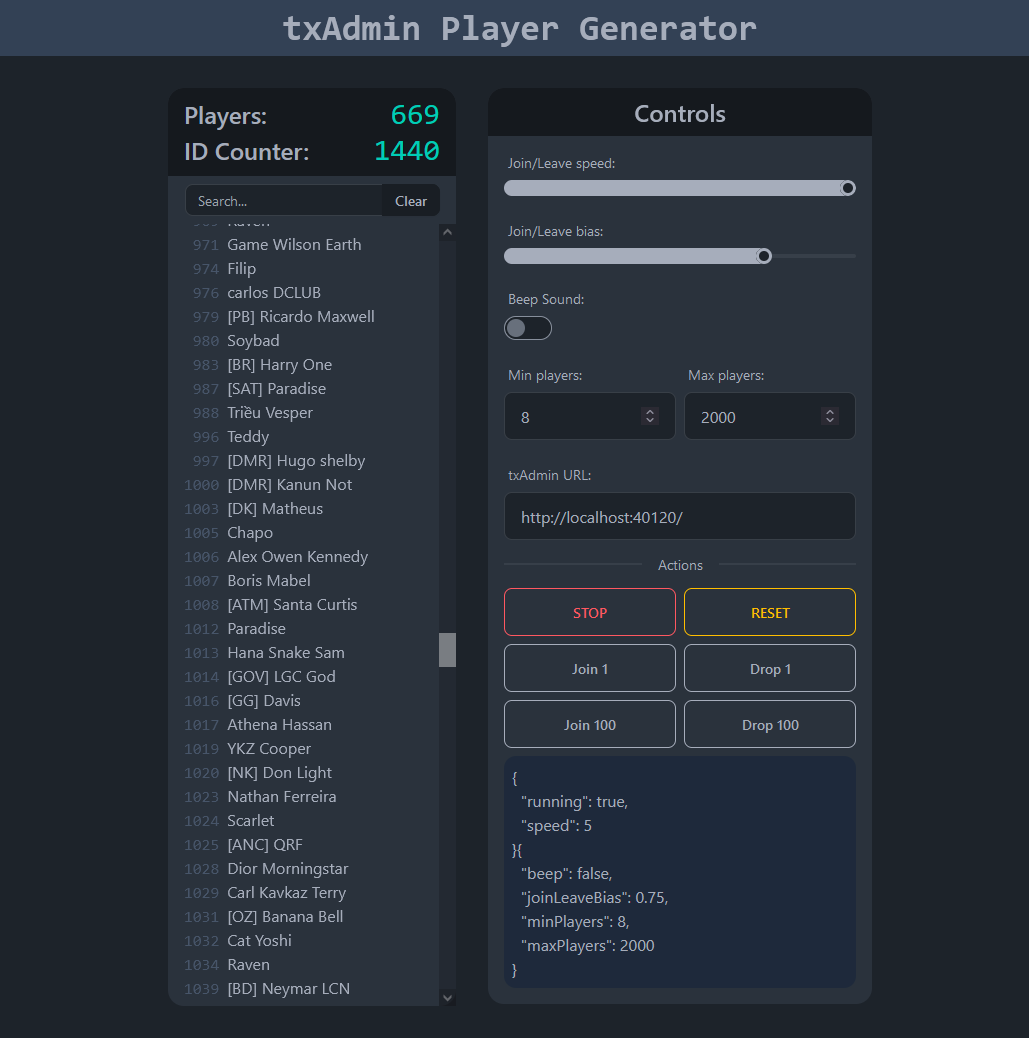 txAdmin Player Generator
Players: 669
ID Counter: 1440
Search... Clear
Raven
971 Game Wilson Earth
974 Filip
976 carlos DCLUB
979 [PB] Ricardo Maxwell
980 Soybad
983 [BR] Harry One
987 [SAT] Paradise
988 Triều Vesper
996 Teddy
997 [DMR] Hugo shelby
1000 [DMR] Kanun Not
1003 [DK] Matheus
1005 Chapo
1006 Alex Owen Kennedy
1007 Boris Mabel
1008 [ATM] Santa Curtis
1012 Paradise
1013 Hana Snake Sam
1014 [GOV] LGC God
1016 [GG] Davis
1017 Athena Hassan
1019 YKZ Cooper
1020 [NK] Don Light
1023 Nathan Ferreira
1024 Scarlet
1025 [ANC] QRF
1028 Dior Morningstar
1029 Carl Kavkaz Terry
1031 [OZ] Banana Bell
1032 Cat Yoshi
1034 Raven
1039 [BD] Neymar LCN
Controls
Join/Leave speed:
Join/Leave bias:
Beep Sound:
Min players: Max players:
8 2000
txAdmin URL:
http://localhost:40120/
Actions
STOP RESET
Join 1 Drop 1
Join 100 Drop 100
{
"running": true,
"speed": 5
}{
"beep": false,
"joinLeaveBias": 0.75,
"minPlayers": 8,
"maxPlayers": 2000
}